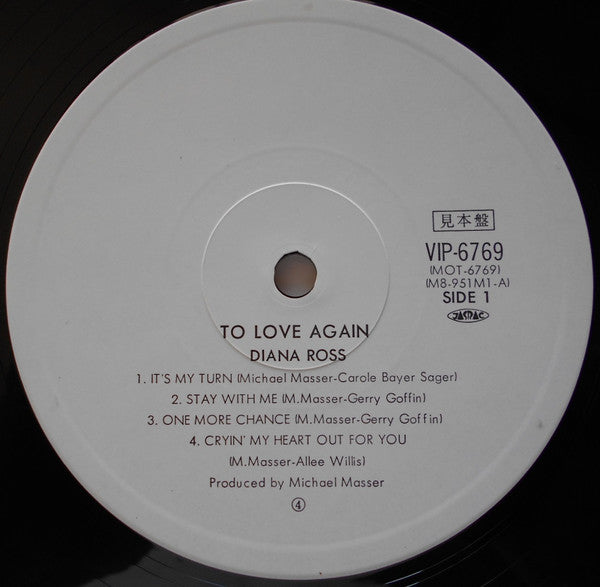 見本盤
VIP-6769
(MOT-6769)
(M8-951M1-A)
SIDE 1
JASRAC
TO LOVE AGAIN
DIANA ROSS
1. IT'S MY TURN (Michael Masser-Carole Bayer Sager)
2. STAY WITH ME (M.Masser-Gerry Goffin)
3. ONE MORE CHANCE (M.Masser-Gerry Goffin)
4. CRYIN' MY HEART OUT FOR YOU
(M.Masser-Allee Willis)
Produced by Michael Masser
④